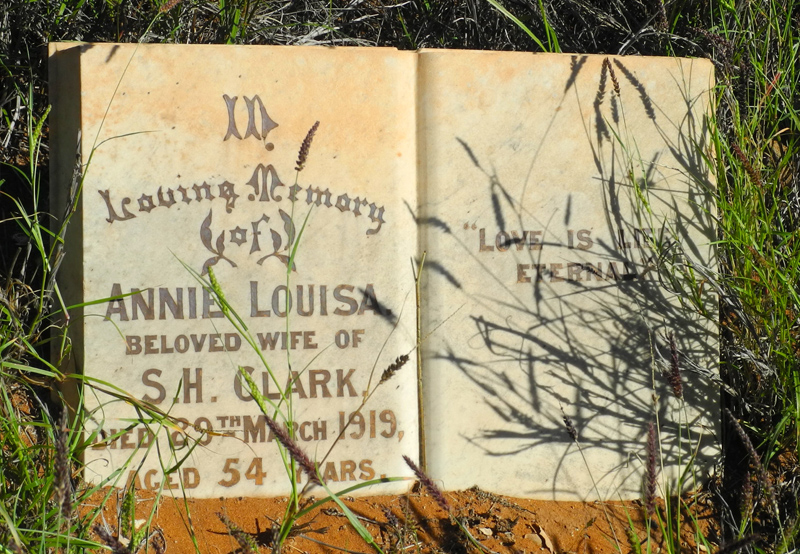 In
Loving Memory
of
ANNIE LOUISA
BELOVED WIFE OF
S.H. CLARK,
DIED MARCH 1919,
AGED 54 YEARS.
"LOVE IS LIFE
ETERNAL"